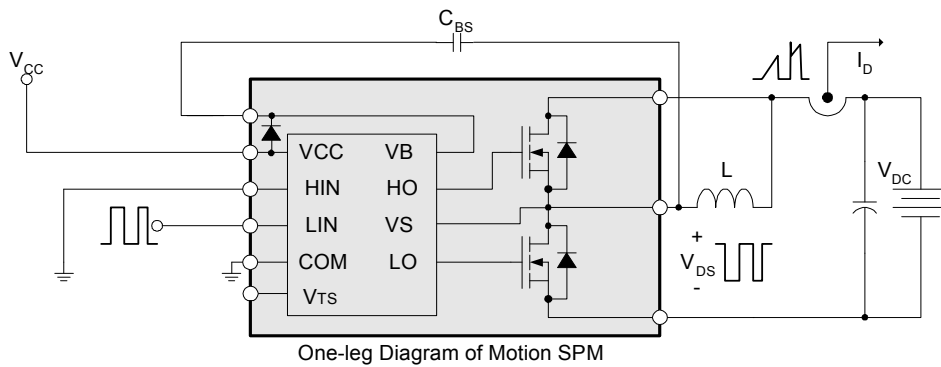 C_BS
V_CC
I_D
VCC VB
HIN HO
LIN VS
COM LO
V_TS
L
V_DC
+
V_DS
-
One-leg Diagram of Motion SPM